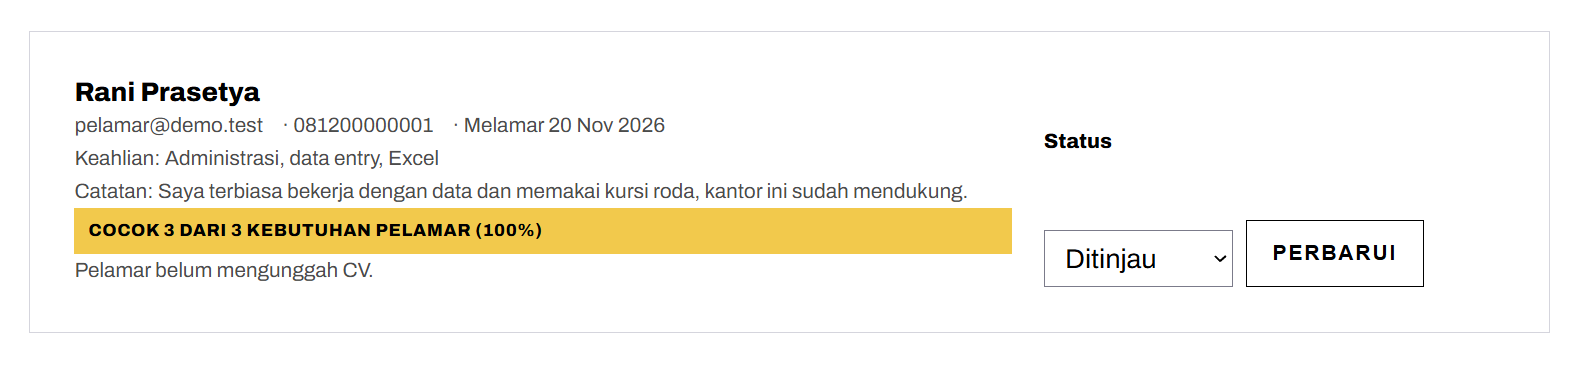 Rani Prasetya
pelamar@demo.test · 081200000001 · Melamar 20 Nov 2026
Keahlian: Administrasi, data entry, Excel
Catatan: Saya terbiasa bekerja dengan data dan memakai kursi roda, kantor ini sudah mendukung.
COCOK 3 DARI 3 KEBUTUHAN PELAMAR (100%)
Pelamar belum mengunggah CV.
Status
Ditinjau
PERBARUI